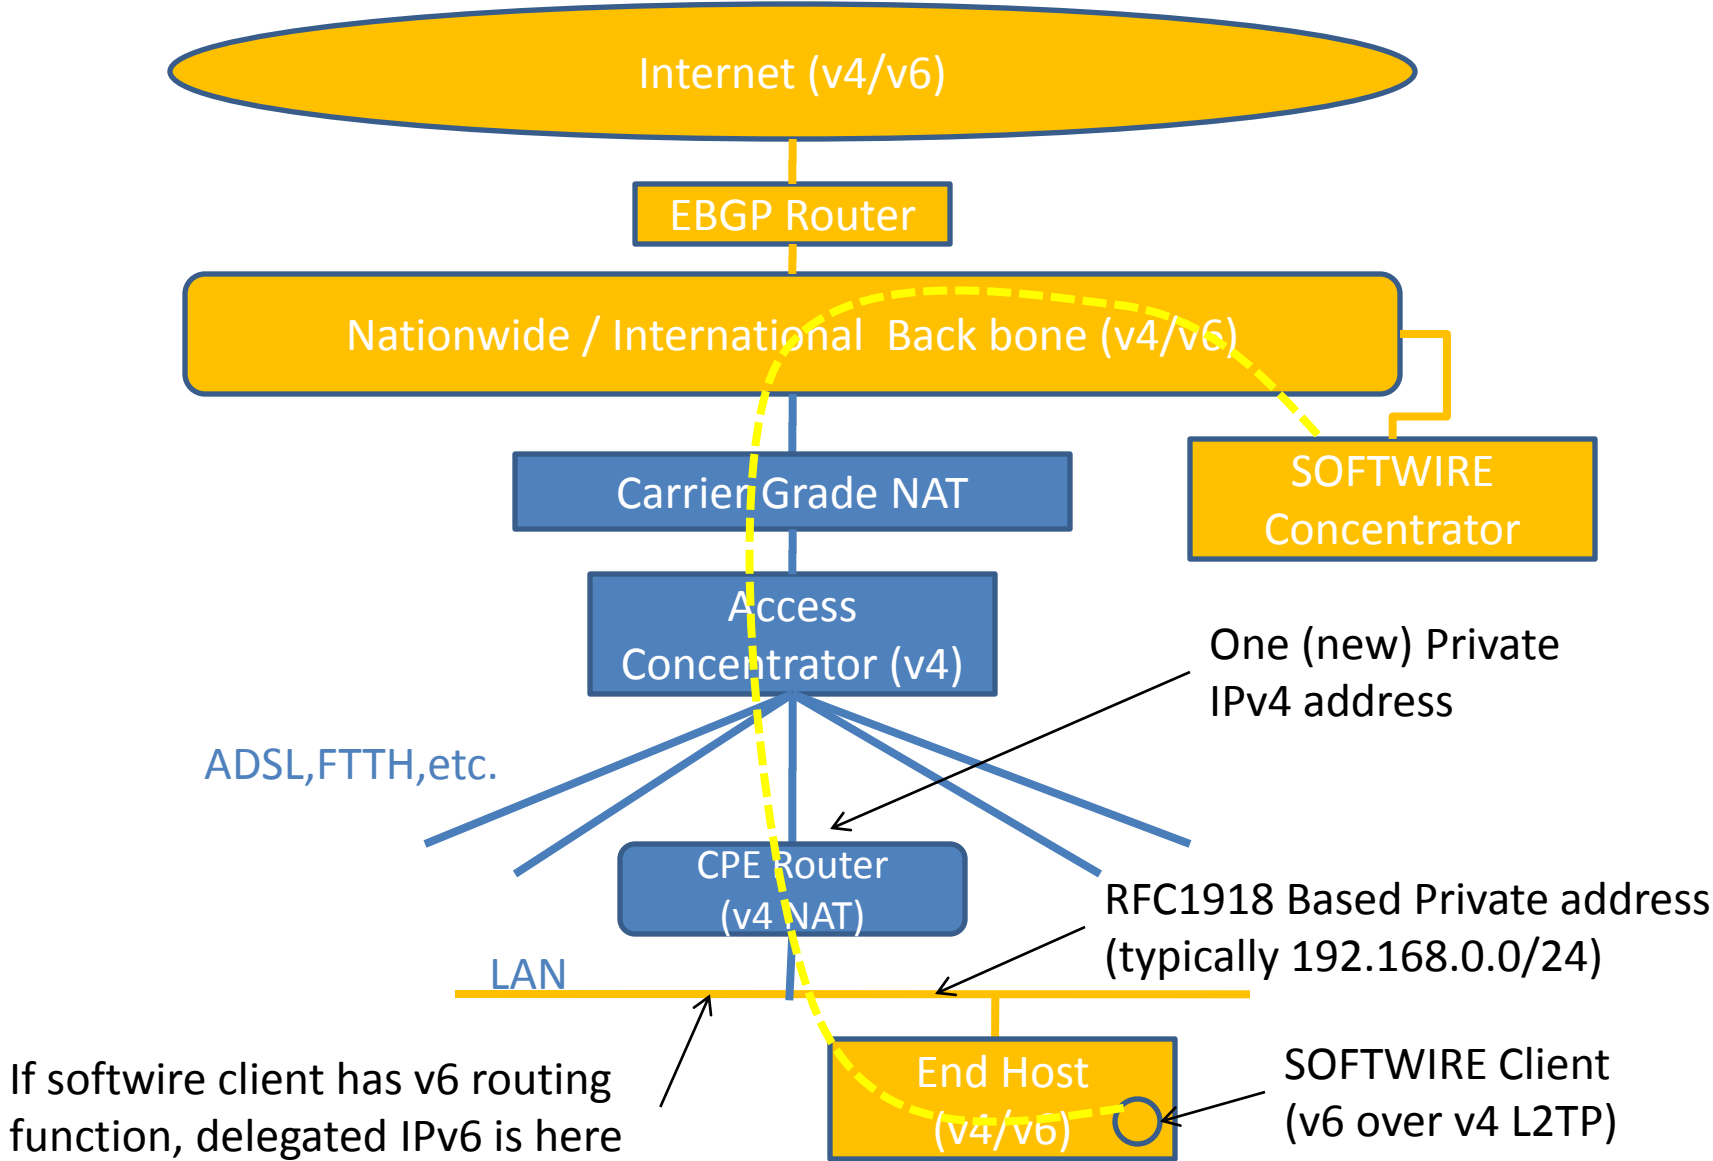 Internet (v4/v6)
EBGP Router
Nationwide / International  Back bone (v4/v6)
Carrier Grade NAT
SOFTWIRE
Concentrator
Access
Concentrator (v4)
One (new) Private
IPv4 address
ADSL,FTTH,etc.
CPE Router
(v4 NAT)
RFC1918 Based Private address
(typically 192.168.0.0/24)
LAN
If softwire client has v6 routing
function, delegated IPv6 is here
End Host
(v4/v6)
SOFTWIRE Client
(v6 over v4 L2TP)